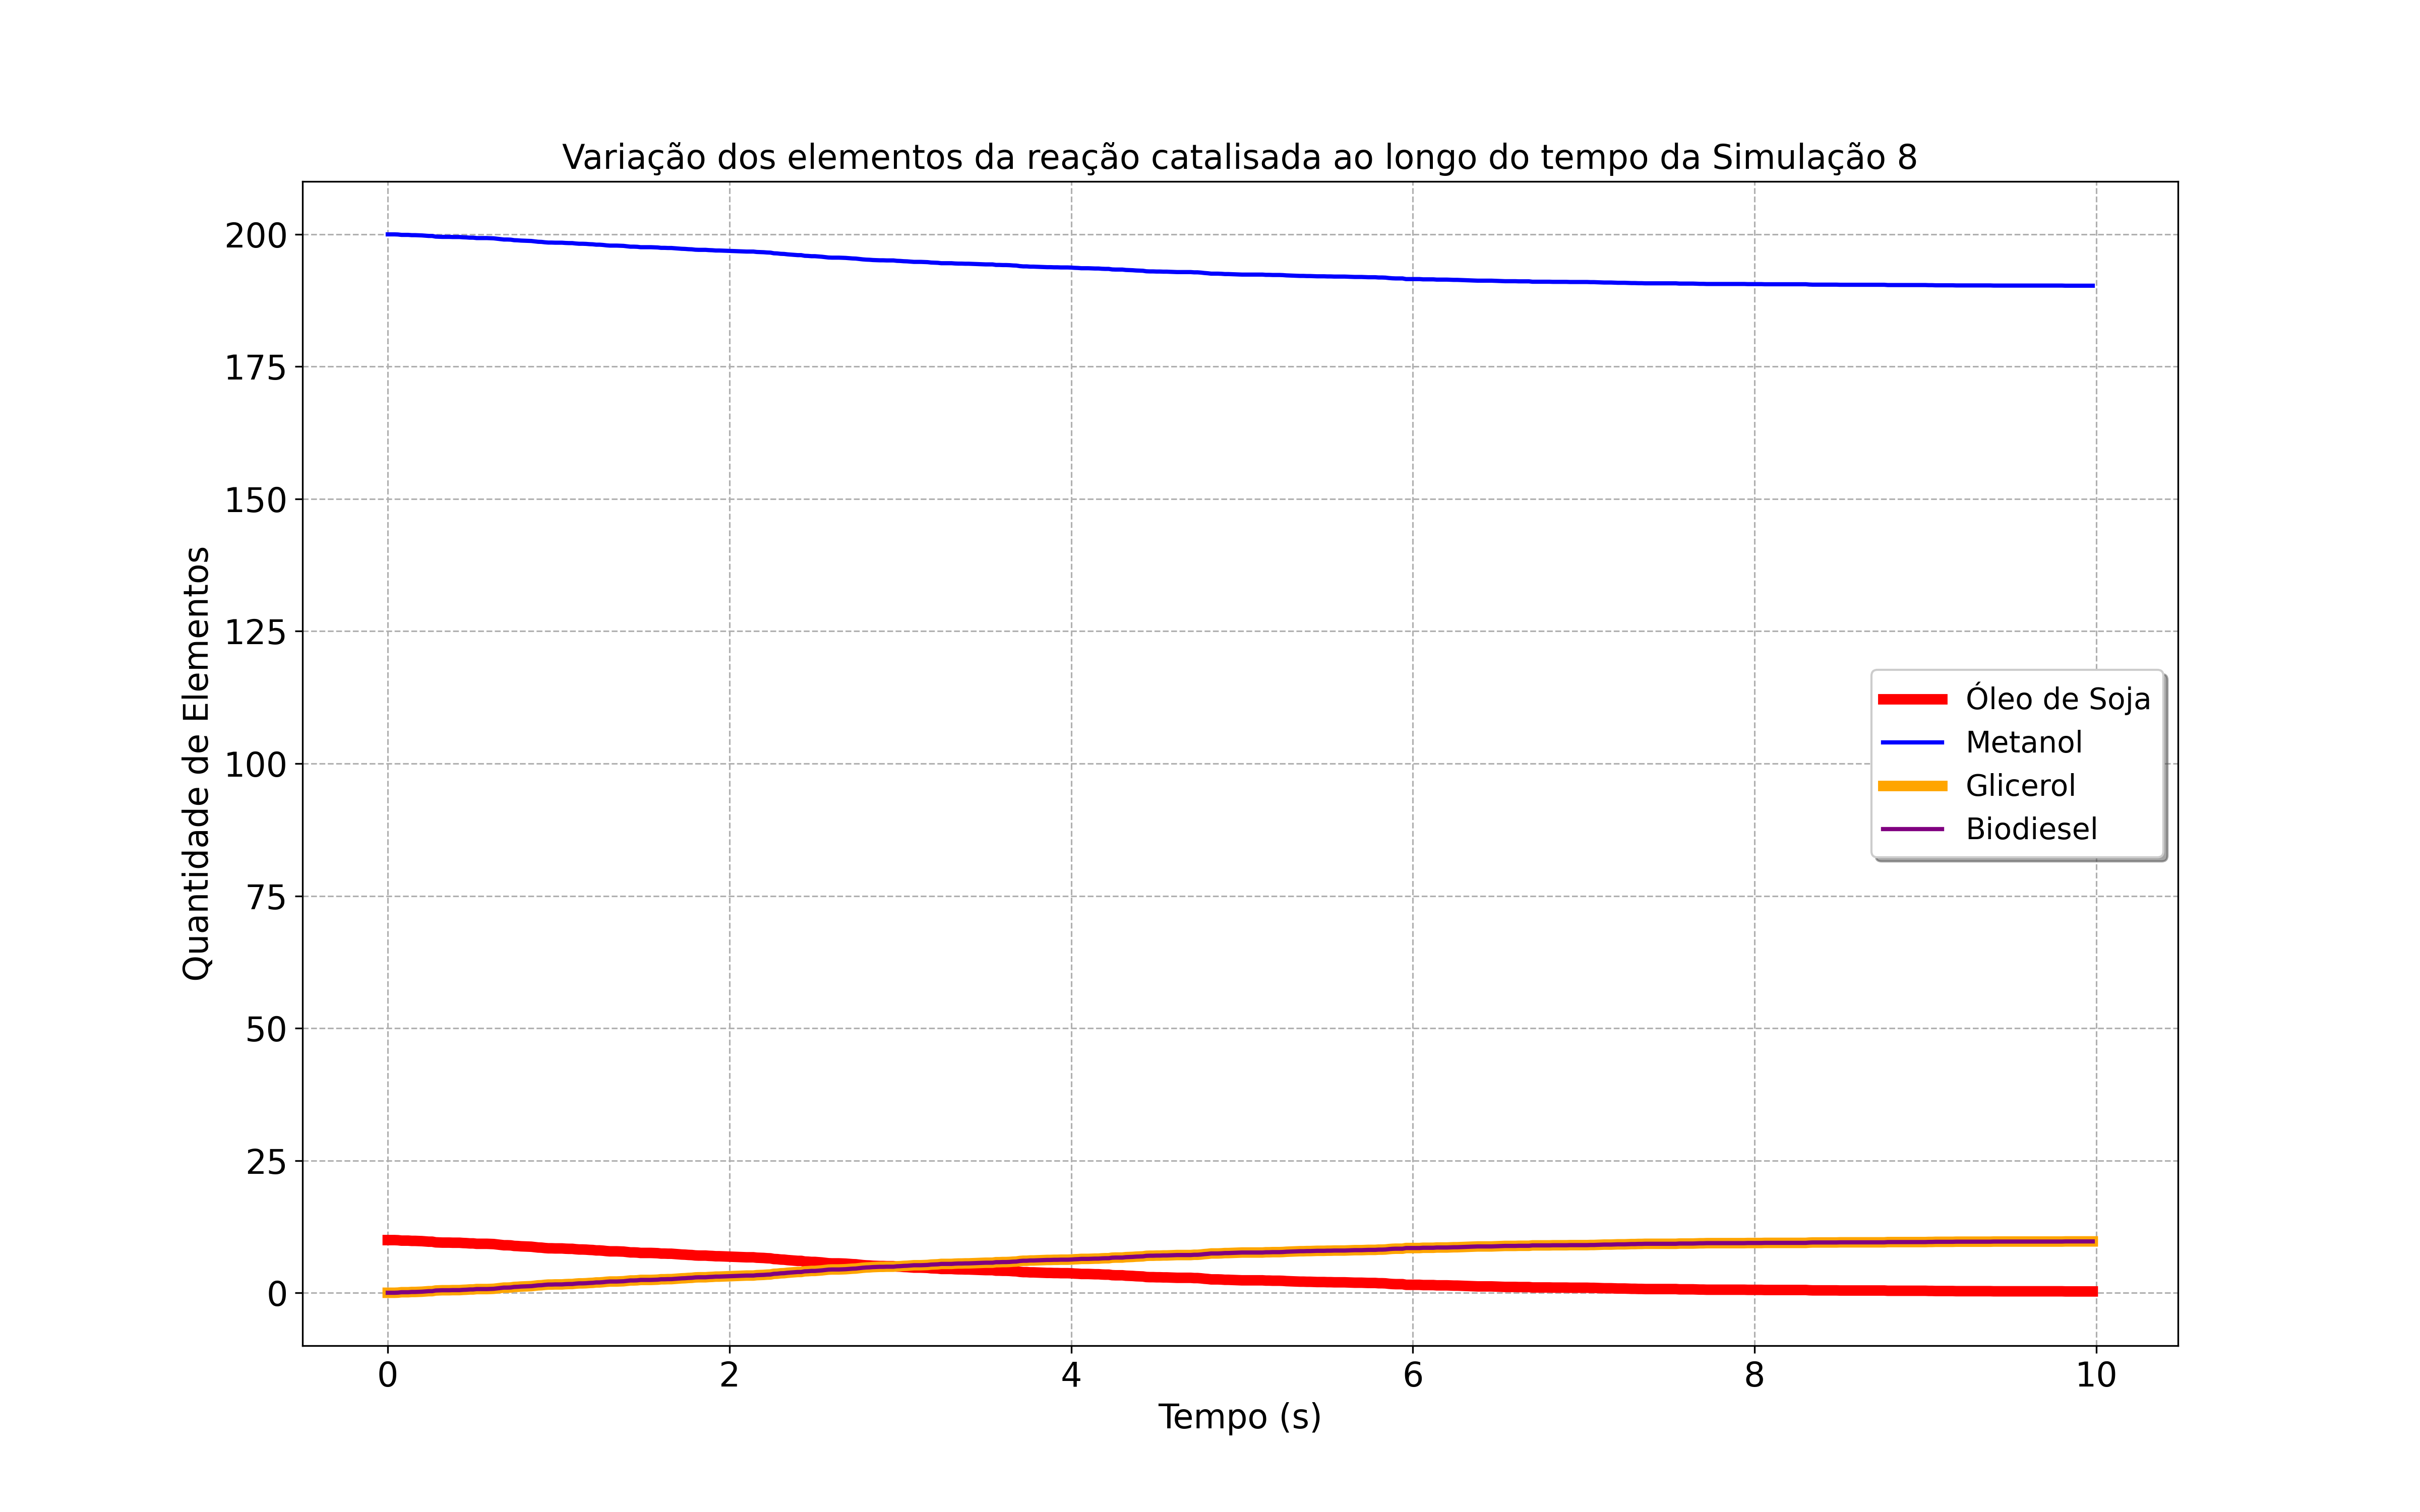 Variação dos elementos da reação catalisada ao longo do tempo da Simulação 8
Quantidade de Elementos
200
175
150
125
100
75
50
25
0
Óleo de Soja
Metanol
Glicerol
Biodiesel
0 2 4 6 8 10
Tempo (s)